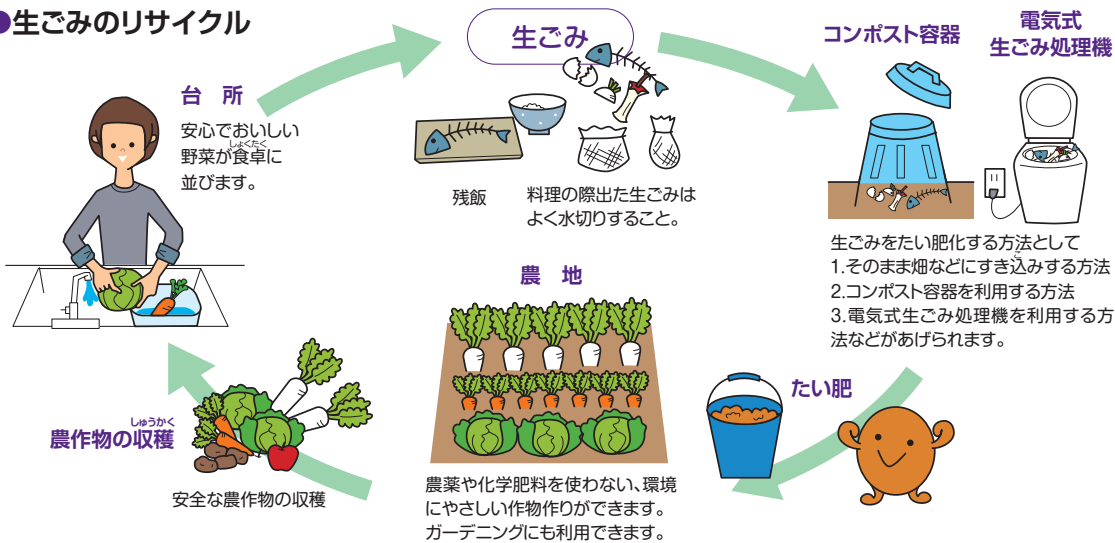 ●生ごみのリサイクル
台所
安心でおいしい
野菜が食卓に
しょくたく
並びます。
生ごみ
残飯
料理の際出た生ごみは
よく水切りすること。
コンポスト容器
電気式
生ごみ処理機
生ごみをたい肥化する方法として
1.そのまま畑などにすき込みする方法
こ
2.コンポスト容器を利用する方法
3.電気式生ごみ処理機を利用する方
法などがあげられます。
たい肥
農地
農薬や化学肥料を使わない、環境
にやさしい作物作りができます。
ガーデニングにも利用できます。
しゅうかく
農作物の収穫
安全な農作物の収穫